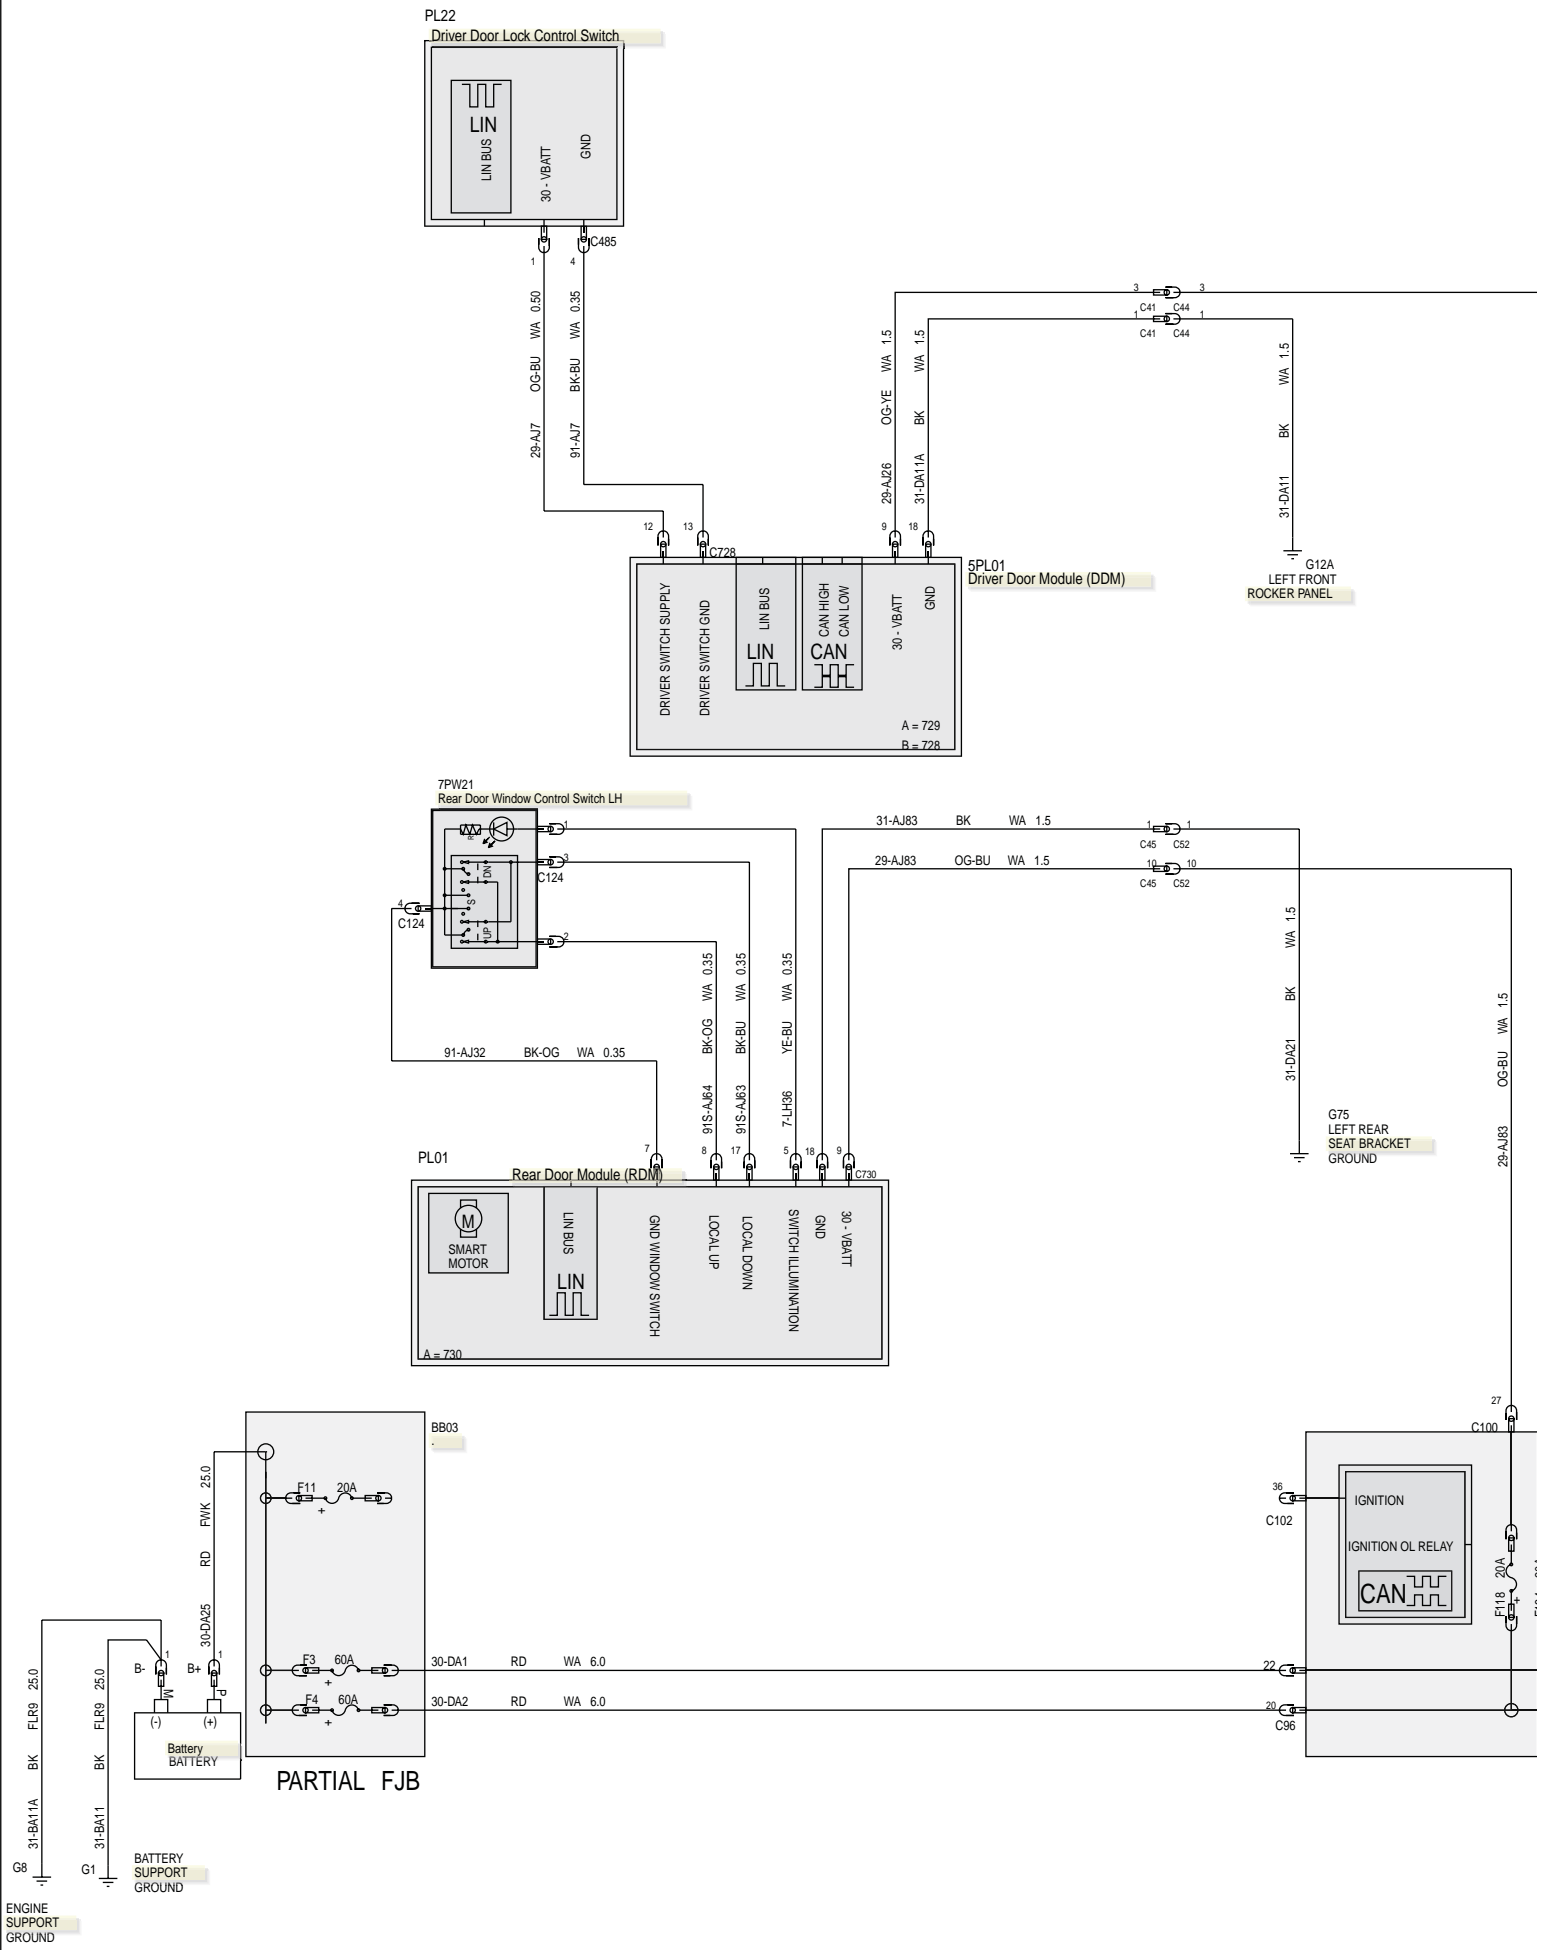 PL22
Driver Door Lock Control Switch
LIN
LIN BUS
30 - VBATT
GND
C485
1
4
29-AJ7 OG-BU WA 0.50
91-AJ7 BK-BU WA 0.35
3
3
C41
C44
1
1
C41
C44
29-AJ26 OG-YE WA 1.5
31-DA11A BK WA 1.5
31-DA11 BK WA 1.5
12
13
C728
9
18
G12A
LEFT FRONT
ROCKER PANEL
5PL01
Driver Door Module (DDM)
DRIVER SWITCH SUPPLY
DRIVER SWITCH GND
LIN BUS
LIN
CAN HIGH
CAN LOW
CAN
30 - VBATT
GND
A = 729
B = 728
7PW21
Rear Door Window Control Switch LH
R
1
3
C124
DN
S
UP
4
C124
2
31-AJ83 BK WA 1.5
1
1
C45
C52
29-AJ83 OG-BU WA 1.5
10
10
C45
C52
91-AJ32 BK-OG WA 0.35
91S-AJ64 BK-OG WA 0.35
91S-AJ63 BK-BU WA 0.35
7-LH36 YE-BU WA 0.35
31-DA21 BK WA 1.5
29-AJ83 OG-BU WA 1.5
G75
LEFT REAR
SEAT BRACKET
GROUND
PL01
Rear Door Module (RDM)
7
8
17
5
18
9
C730
M
SMART
MOTOR
LIN BUS
LIN
GND WINDOW SWITCH
LOCAL UP
LOCAL DOWN
SWITCH ILLUMINATION
GND
30 - VBATT
A = 730
BB03
.
F11 20A
+
30-DA25 RD FWK 25.0
27
C100
36
C102
IGNITION
IGNITION OL RELAY
CAN
F118 20A
+
F3 60A
+
30-DA1 RD WA 6.0
22
F4 60A
+
30-DA2 RD WA 6.0
20
C96
B-
1
B+
1
M
P
(-)
(+)
Battery
BATTERY
PARTIAL FJB
31-BA11A BK FLR9 25.0
31-BA11 BK FLR9 25.0
G8
G1
BATTERY
SUPPORT
GROUND
ENGINE
SUPPORT
GROUND